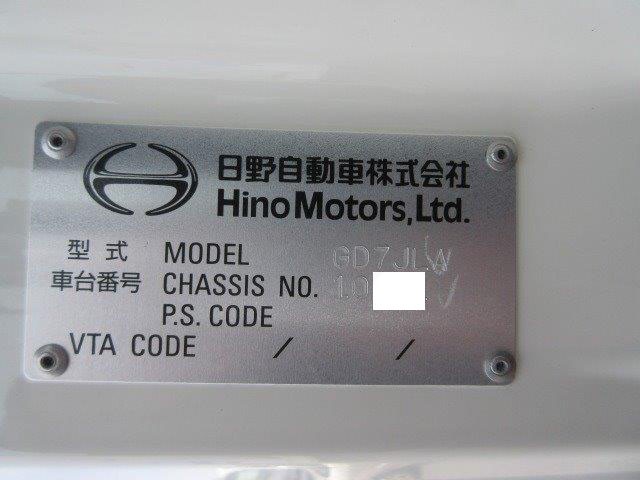 日野自動車株式会社
Hino Motors, Ltd.
型式 MODEL GD7JLW
車台番号 CHASSIS NO. 10
P.S. CODE
VTA CODE / /